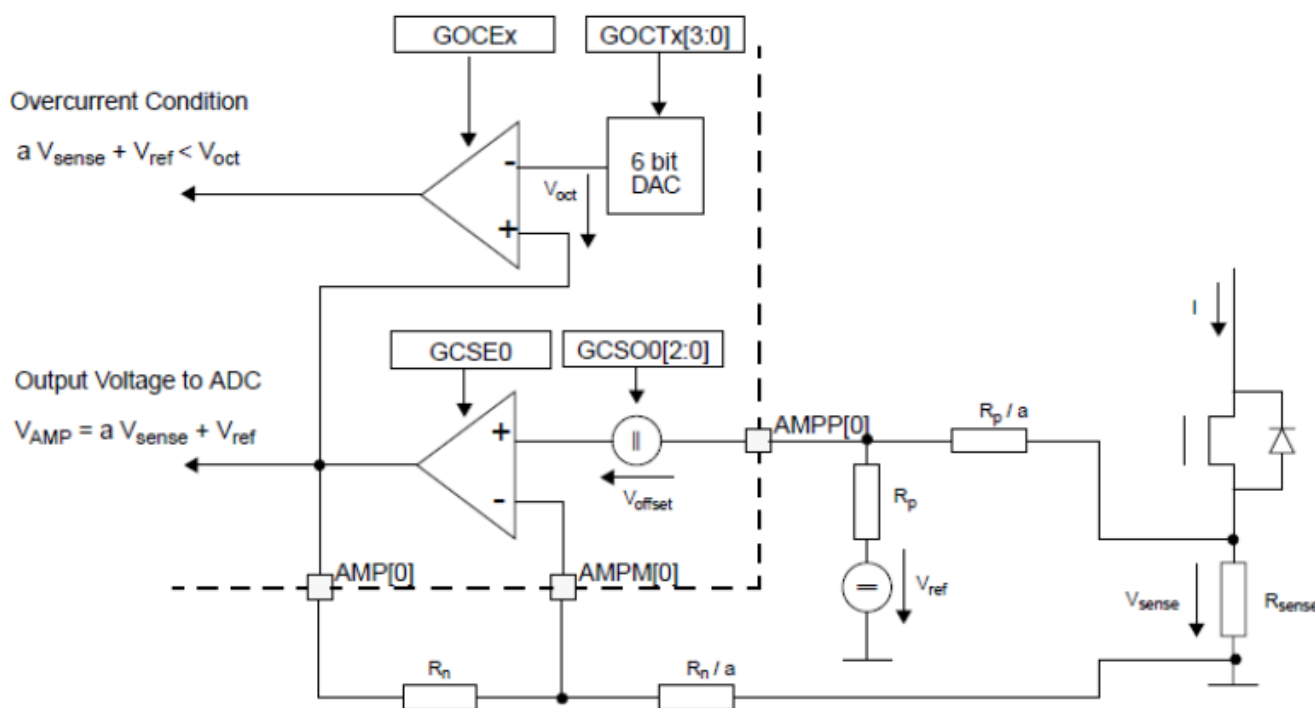 GOCEx
GOCTx[3:0]
Overcurrent Condition
a Vsense + Vref < Voct
-
+
Voct
6 bit
DAC
GCSE0
GCSO0[2:0]
I
Output Voltage to ADC
VAMP = a Vsense + Vref
+
-
Voffset
AMPP[0]
Rp / a
Rp
Vref
Vsense
Rsense
AMP[0]
AMPM[0]
Rn
Rn / a